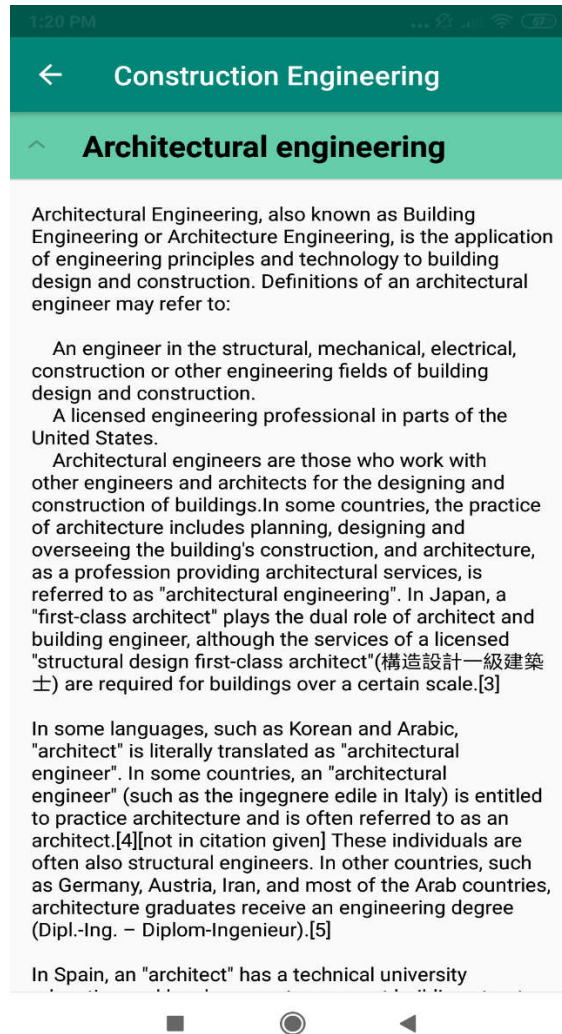 1:20 PM
... 67
Construction Engineering
Architectural engineering
Architectural Engineering, also known as Building
Engineering or Architecture Engineering, is the application
of engineering principles and technology to building
design and construction. Definitions of an architectural
engineer may refer to:
An engineer in the structural, mechanical, electrical,
construction or other engineering fields of building
design and construction.
A licensed engineering professional in parts of the
United States.
Architectural engineers are those who work with
other engineers and architects for the designing and
construction of buildings.In some countries, the practice
of architecture includes planning, designing and
overseeing the building's construction, and architecture,
as a profession providing architectural services, is
referred to as "architectural engineering". In Japan, a
"first-class architect" plays the dual role of architect and
building engineer, although the services of a licensed
"structural design first-class architect"(構造設計一級建築
士) are required for buildings over a certain scale.[3]
In some languages, such as Korean and Arabic,
"architect" is literally translated as "architectural
engineer". In some countries, an "architectural
engineer" (such as the ingegnere edile in Italy) is entitled
to practice architecture and is often referred to as an
architect.[4][not in citation given] These individuals are
often also structural engineers. In other countries, such
as Germany, Austria, Iran, and most of the Arab countries,
architecture graduates receive an engineering degree
(Dipl.-Ing. – Diplom-Ingenieur).[5]
In Spain, an "architect" has a technical university